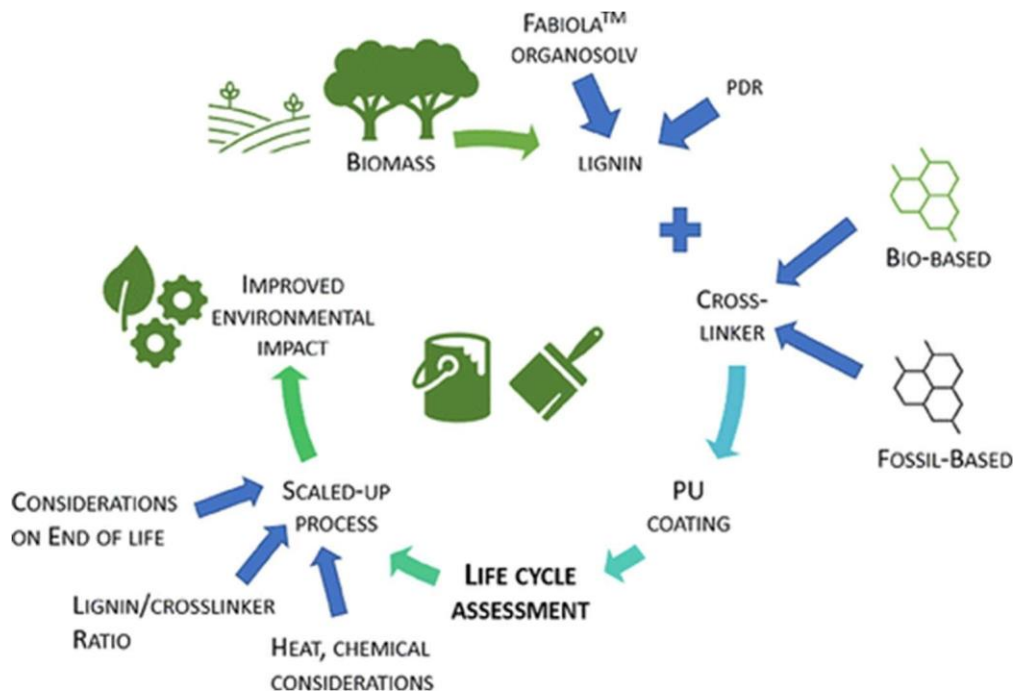 FABIOLA™
ORGANOSOLV
PDR
BIOMASS
LIGNIN
BIO-BASED
CROSS-
LINKER
FOSSIL-BASED
PU
COATING
LIFE CYCLE
ASSESSMENT
SCALED-UP
PROCESS
CONSIDERATIONS
ON END OF LIFE
LIGNIN/CROSSLINKER
RATIO
HEAT, CHEMICAL
CONSIDERATIONS
IMPROVED
ENVIRONMENTAL
IMPACT